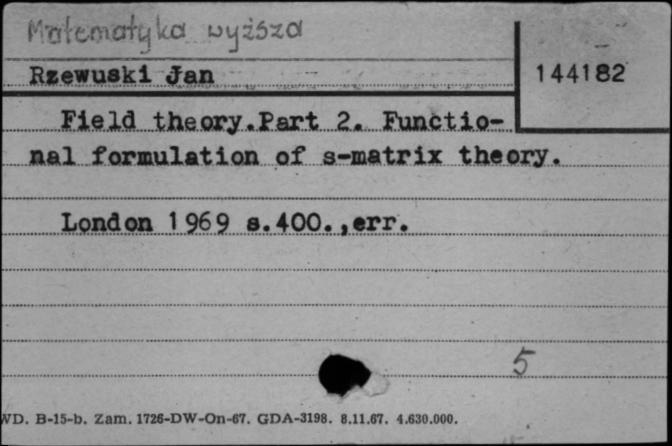 Matematyka wyższa
Rzewuski Jan
144182
Field theory.Part 2. Functio-
nal formulation of s-matrix theory.
London 1969 s.400.,err.
5
WD. B-15-b. Zam. 1726-DW-On-67. GDA-3198. 8.11.67. 4.630.000.